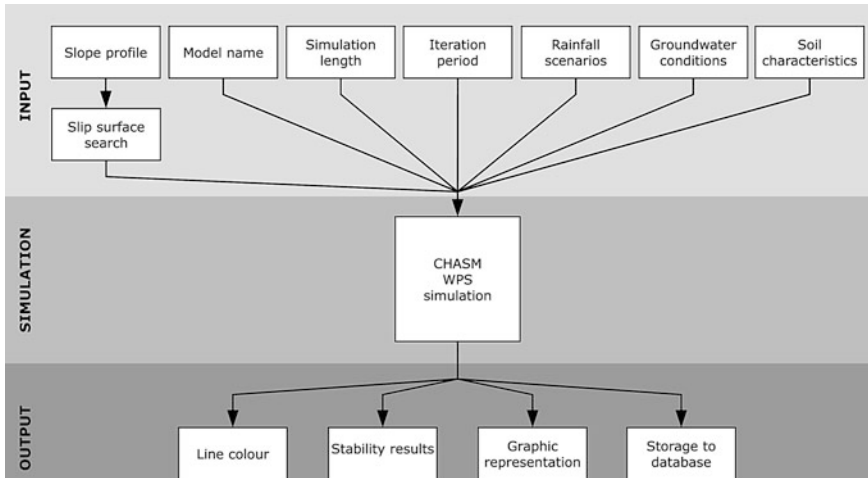 INPUT
Slope profile
Model name
Simulation
length
Iteration
period
Rainfall
scenarios
Groundwater
conditions
Soil
characteristics
Slip surface
search
SIMULATION
CHASM
WPS
simulation
OUTPUT
Line colour
Stability results
Graphic
representation
Storage to
database